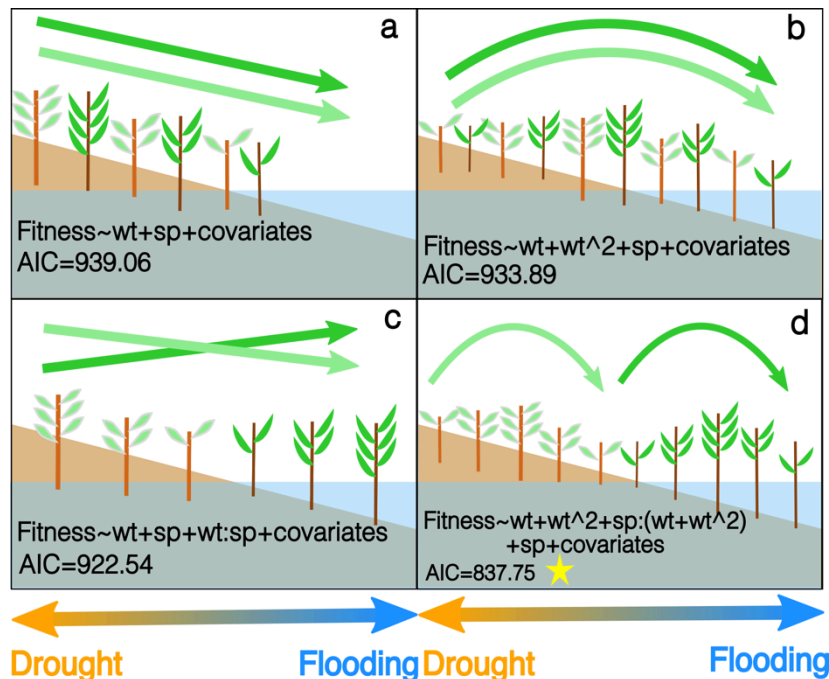 a
Fitness~wt+sp+covariates
AIC=939.06
b
Fitness~wt+wt^2+sp+covariates
AIC=933.89
c
Fitness~wt+sp+wt:sp+covariates
AIC=922.54
d
Fitness~wt+wt^2+sp:(wt+wt^2)
+sp+covariates
AIC=837.75
Drought
Flooding
Drought
Flooding